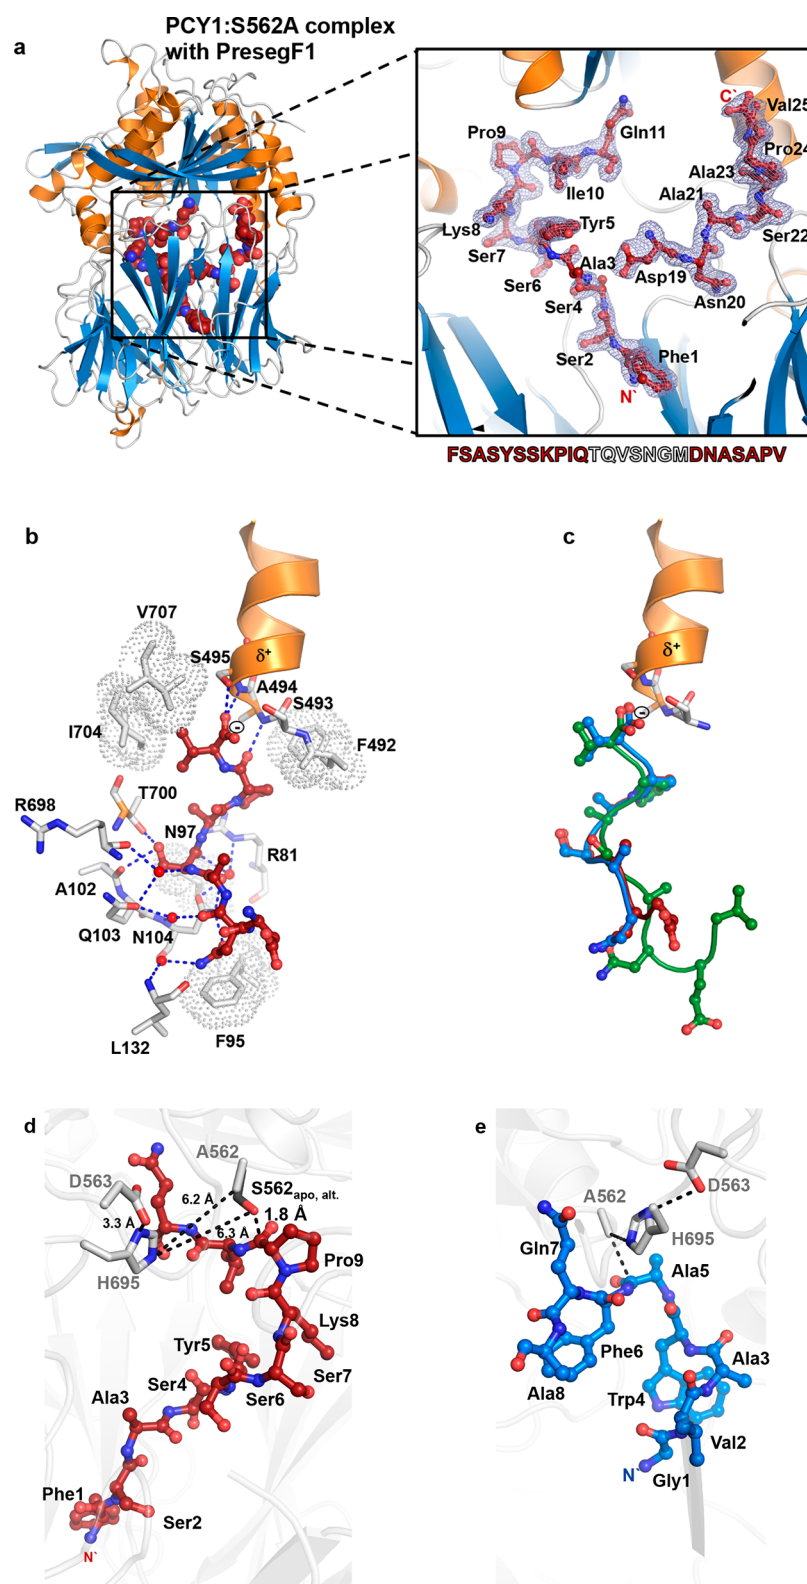 PCY1:S562A complex
with PresegF1
a
C`
Val25
Pro9
Gln11
Pro24
Ala23
Ile10
Ala21
Lys8
Tyr5
Ser22
Ser7
Ala3
Asp19
Ser6
Ser4
Asn20
Ser2
Phe1
N`
FSASYSSKPIQTQVSNGMDNASAPV
b
V707
S495
δ+
A494
S493
I704
-
F492
T700
R698
N97
R81
A102
Q103
N104
L132
F95
c
δ+
-
d
A562
D563
6.2 Å
S562apo, alt.
1.8 Å
3.3 Å
6.3 Å
H695
Pro9
Lys8
Tyr5
Ser7
Ser4
Ser6
Ala3
Phe1
Ser2
N`
e
D563
A562
H695
Gln7
Ala5
Phe6
Ala3
Ala8
Trp4
Val2
N`
Gly1